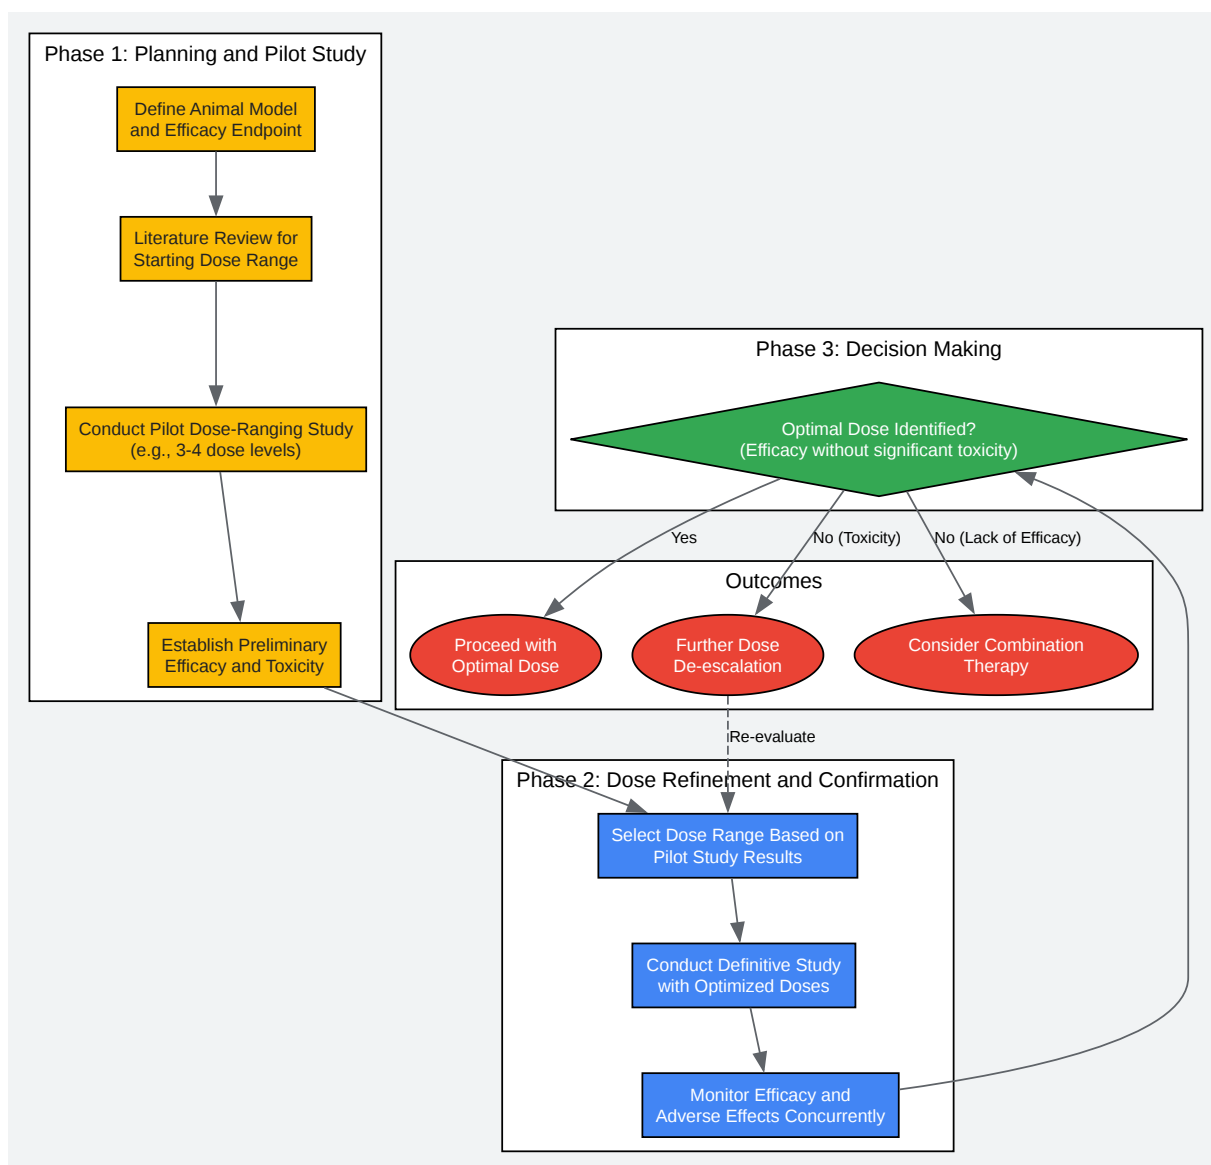 Phase 1: Planning and Pilot Study
Define Animal Model
and Efficacy Endpoint
Literature Review for
Starting Dose Range
Conduct Pilot Dose-Ranging Study
(e.g., 3-4 dose levels)
Establish Preliminary
Efficacy and Toxicity
Phase 3: Decision Making
Optimal Dose Identified?
(Efficacy without significant toxicity)
Yes
No (Toxicity)
No (Lack of Efficacy)
Outcomes
Proceed with
Optimal Dose
Further Dose
De-escalation
Consider Combination
Therapy
Re-evaluate
Phase 2: Dose Refinement and Confirmation
Select Dose Range Based on
Pilot Study Results
Conduct Definitive Study
with Optimized Doses
Monitor Efficacy and
Adverse Effects Concurrently